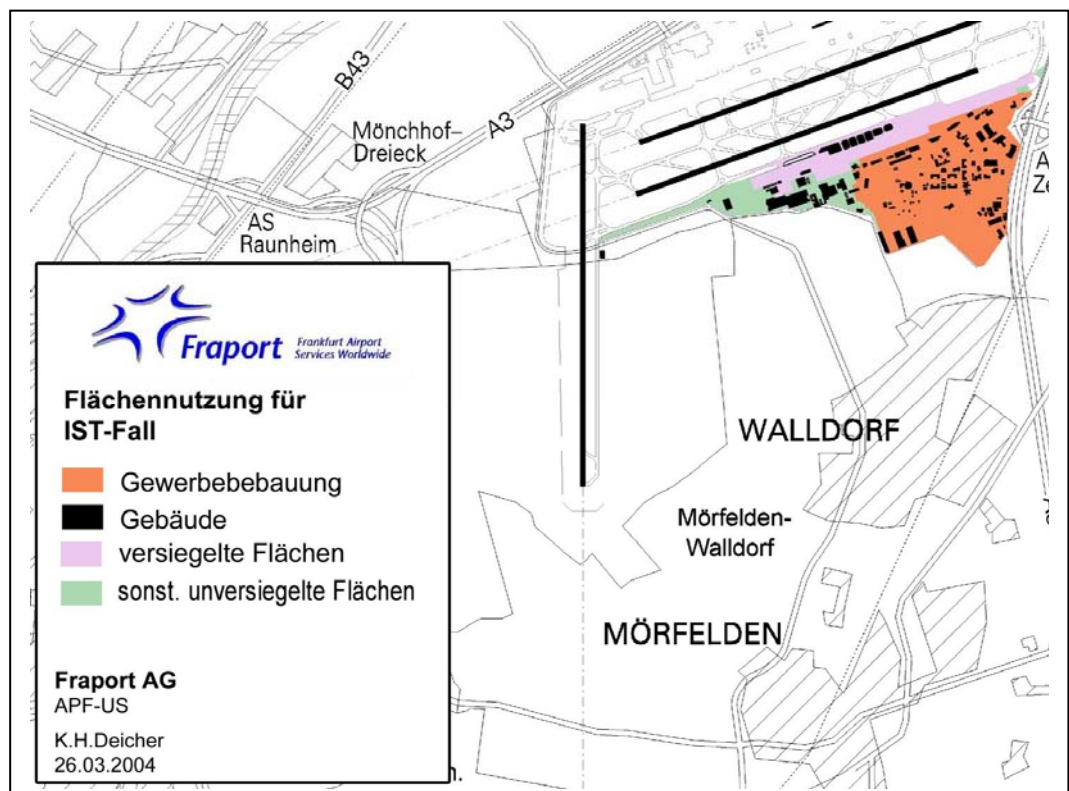 B43
A3
Mönchhof-
Dreieck
AS
Raunheim
Fraport Frankfurt Airport
Services Worldwide
Flächennutzung für
IST-Fall
Gewerbebebauung
Gebäude
versiegelte Flächen
sonst. unversiegelte Flächen
Fraport AG
APF-US
K.H.Deicher
26.03.2004
WALLDORF
Mörfelden-
Walldorf
MÖRFELDEN